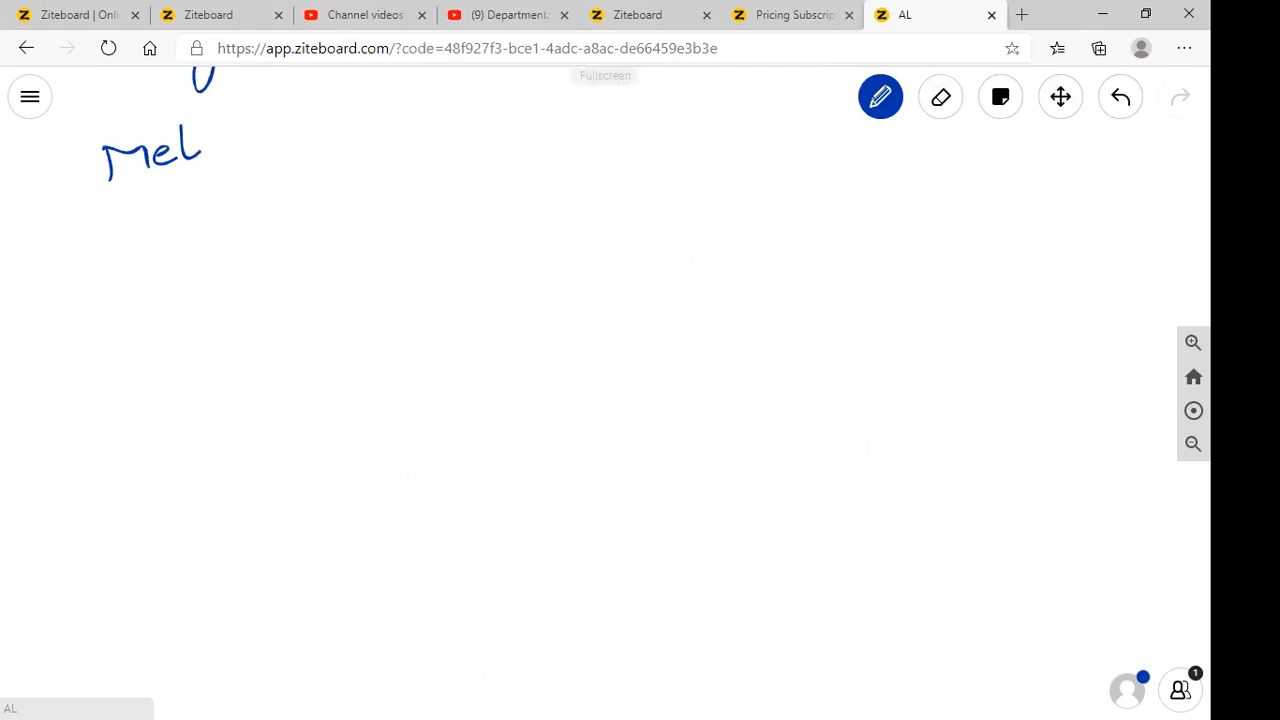 Ziteboard | Onli
Ziteboard
Channel videos
(9) Department
Ziteboard
Pricing Subscrip
AL
https://app.ziteboard.com/?code=48f927f3-bce1-4adc-a8ac-de66459e3b3e
Fullscreen
Mel
1
AL